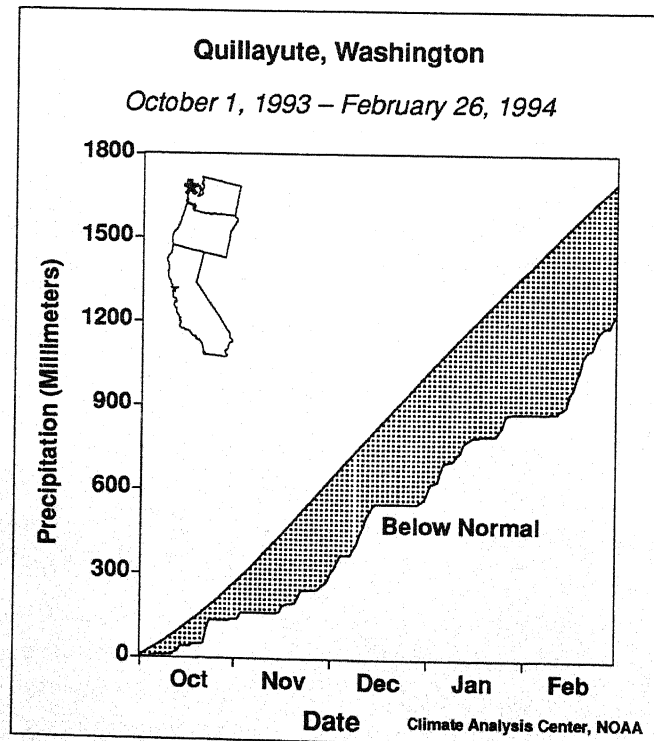 Quillayute, Washington
October 1, 1993 – February 26, 1994
Precipitation (Millimeters)
1800
1500
1200
900
600
300
0
Below Normal
Oct Nov Dec Jan Feb
Date
Climate Analysis Center, NOAA